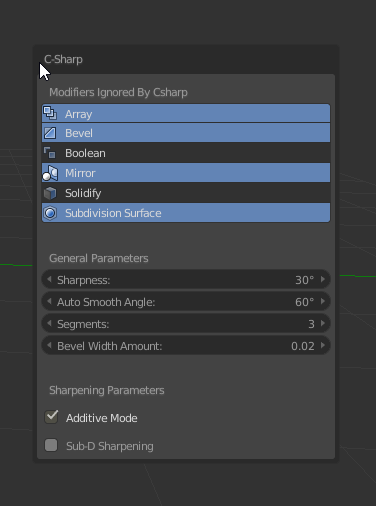 C-Sharp
Modifiers Ignored By Csharp
Array
Bevel
Boolean
Mirror
Solidify
Subdivision Surface
General Parameters
Sharpness: 30°
Auto Smooth Angle: 60°
Segments: 3
Bevel Width Amount: 0.02
Sharpening Parameters
Additive Mode
Sub-D Sharpening